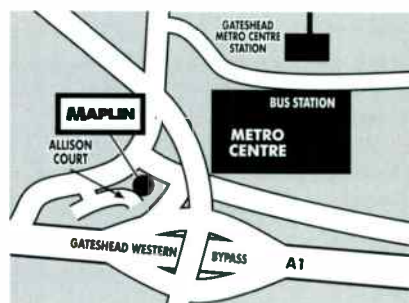 GATESHEAD
METRO CENTRE
STATION
BUS STATION
MAPLIN
METRO
CENTRE
ALLISON
COURT
GATESHEAD WESTERN
BYPASS
A1